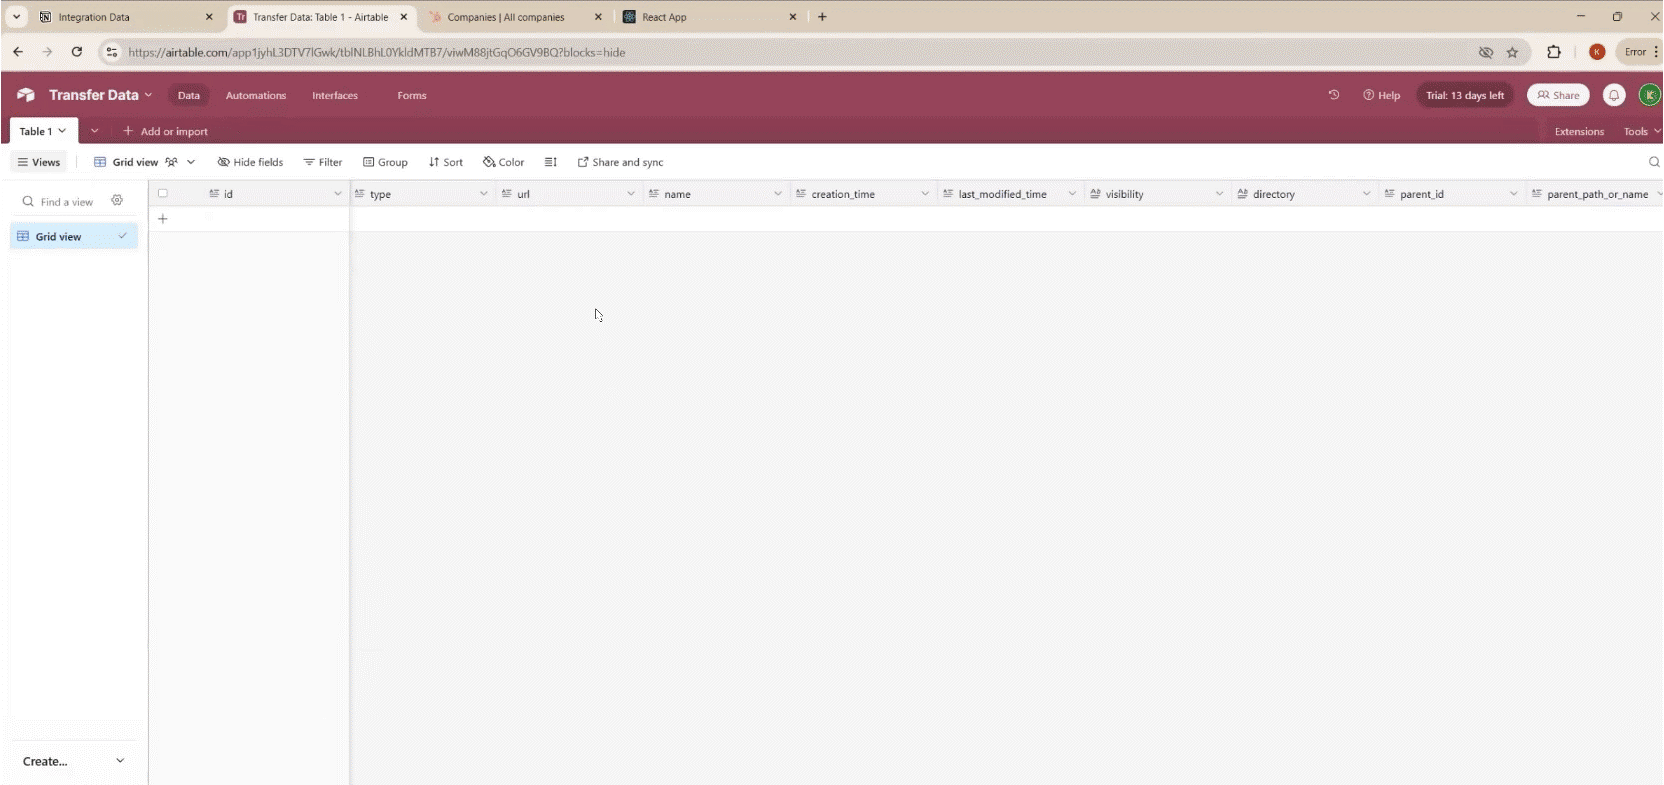 Integration Data
Transfer Data: Table 1 - Airtable
Companies | All companies
React App
https://airtable.com/app1jyhL3DTV7lGwk/tblNLBhL0YkldMTB7/viwM88jtGqO6GV9BQ?blocks=hide
K
Error
Transfer Data
Data
Automations
Interfaces
Forms
Help
Trial: 13 days left
Share
K
Table 1
Add or import
Extensions
Tools
Views
Grid view
Hide fields
Filter
Group
Sort
Color
Share and sync
Find a view
id
type
url
name
creation_time
last_modified_time
visibility
directory
parent_id
parent_path_or_name
Grid view
Create...